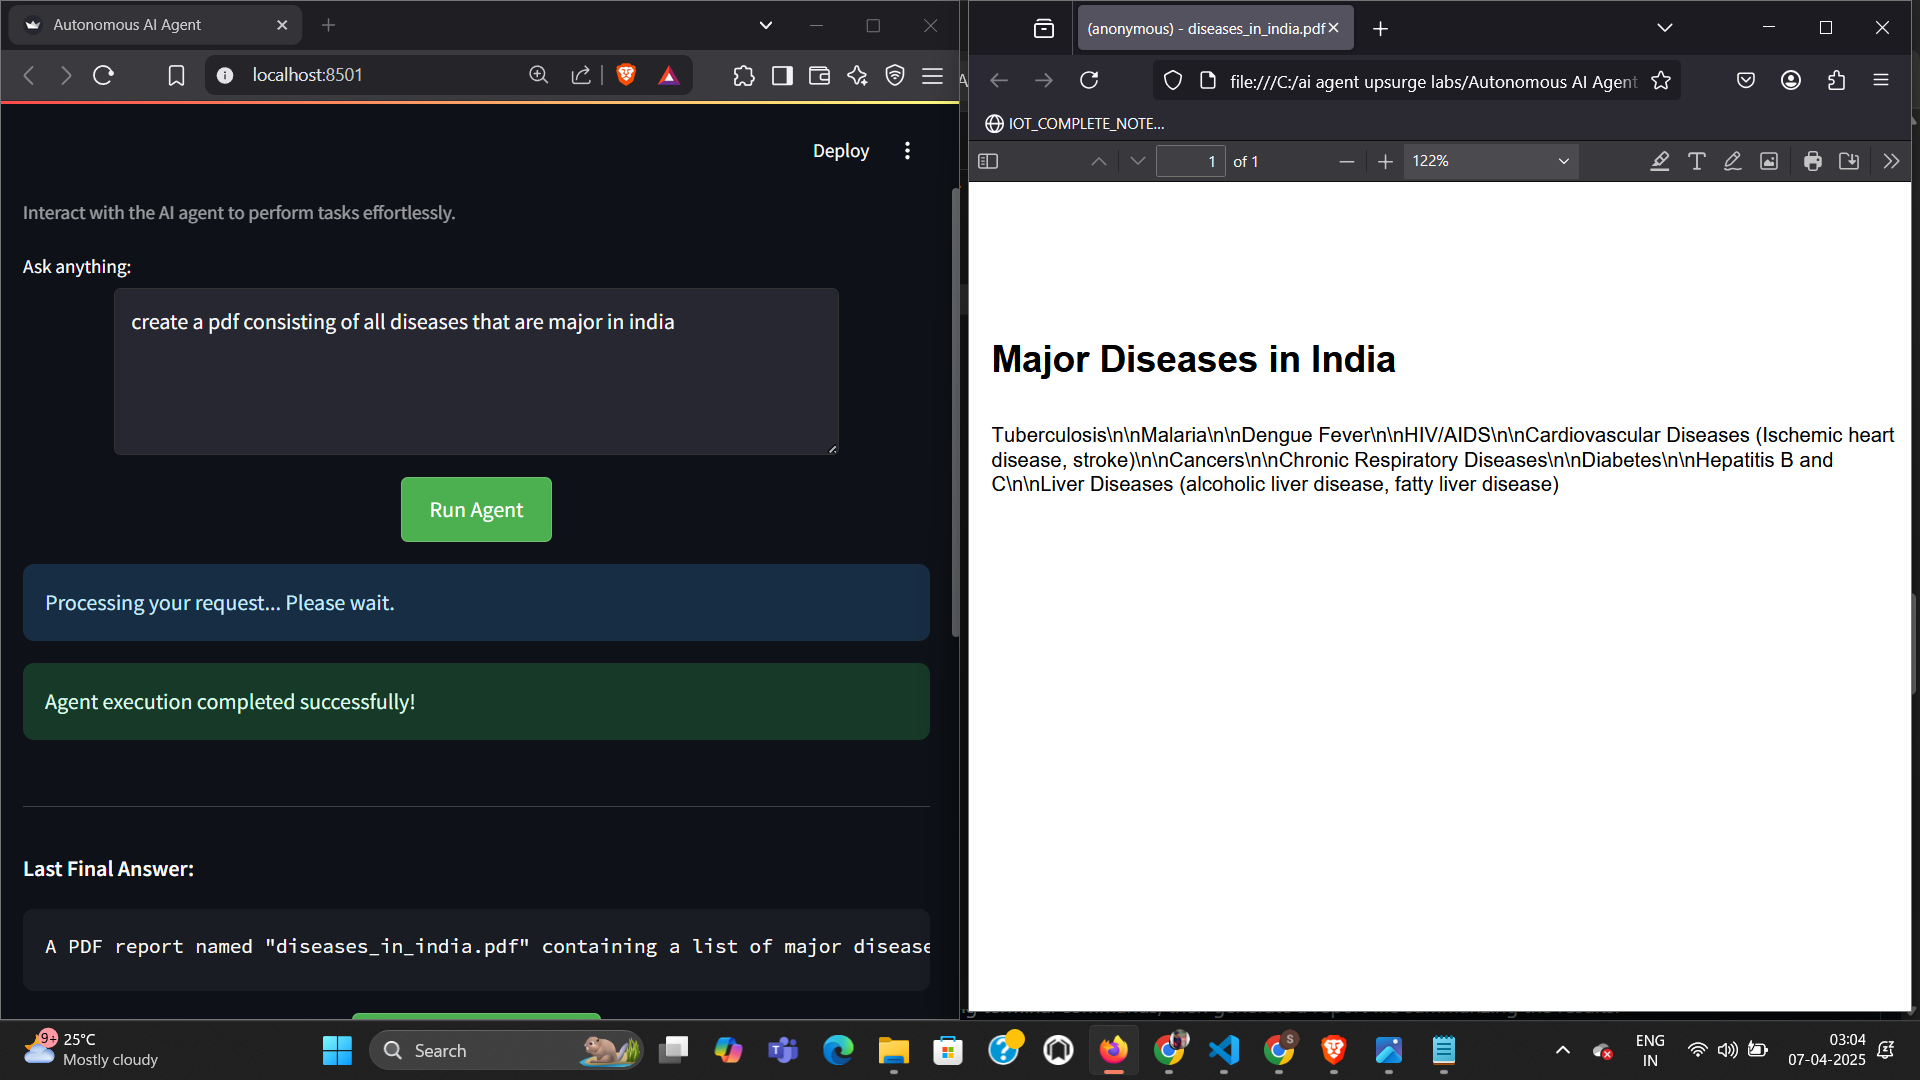 Autonomous AI Agent
localhost:8501
Deploy
Interact with the AI agent to perform tasks effortlessly.
Ask anything:
create a pdf consisting of all diseases that are major in india
Run Agent
Processing your request... Please wait.
Agent execution completed successfully!
Last Final Answer:
A PDF report named "diseases_in_india.pdf" containing a list of major disease
(anonymous) - diseases_in_india.pdf
file:///C:/ai agent upsurge labs/Autonomous AI Agent
IOT_COMPLETE_NOTE...
1 of 1
122%
Major Diseases in India
Tuberculosis\n\nMalaria\n\nDengue Fever\n\nHIV/AIDS\n\nCardiovascular Diseases (Ischemic heart
disease, stroke)\n\nCancers\n\nChronic Respiratory Diseases\n\nDiabetes\n\nHepatitis B and
C\n\nLiver Diseases (alcoholic liver disease, fatty liver disease)
9+
25°C
Mostly cloudy
Search
S
ENG
IN
03:04
07-04-2025